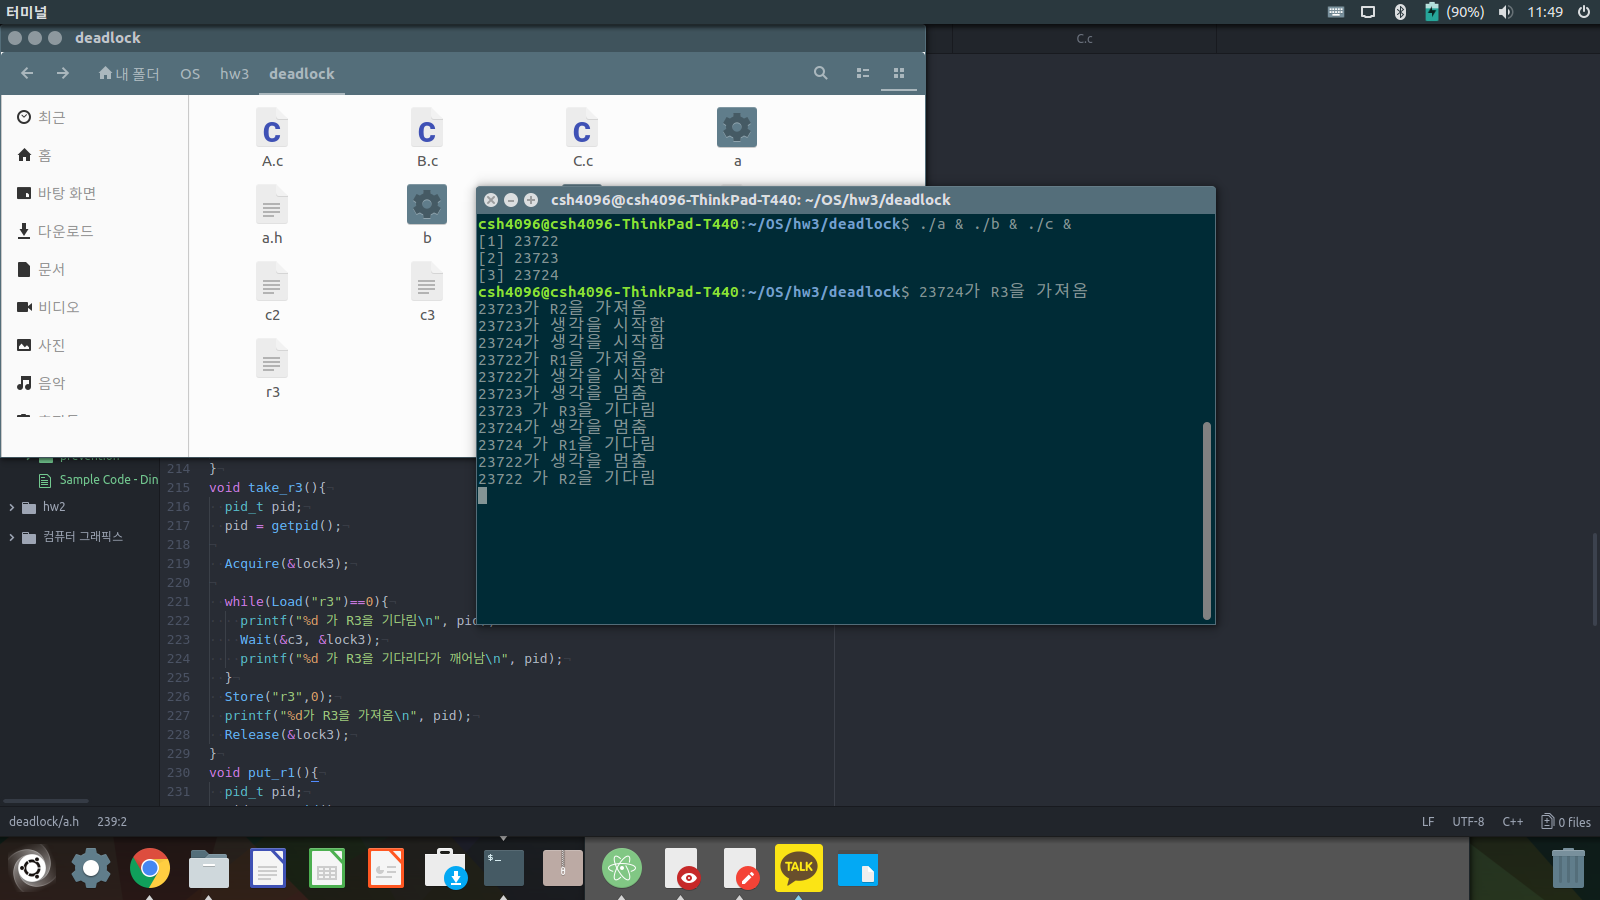 터미널
(90%)
11:49
deadlock
C.c
내 폴더
OS
hw3
deadlock
최근
홈
바탕 화면
다운로드
문서
비디오
사진
음악
A.c
B.c
C.c
a
a.h
b
c2
c3
r3
csh4096@csh4096-ThinkPad-T440: ~/OS/hw3/deadlock
csh4096@csh4096-ThinkPad-T440:~/OS/hw3/deadlock$ ./a & ./b & ./c &
[1] 23722
[2] 23723
[3] 23724
csh4096@csh4096-ThinkPad-T440:~/OS/hw3/deadlock$ 23724가 R3을 가져옴
23723가 R2을 가져옴
23723가 생각을 시작함
23724가 생각을 시작함
23722가 R1을 가져옴
23722가 생각을 시작함
23723가 생각을 멈춤
23723 가 R3을 기다림
23724가 생각을 멈춤
23724 가 R1을 기다림
23722가 생각을 멈춤
23722 가 R2을 기다림
Sample Code - Din
hw2
컴퓨터 그래픽스
214 }
215 void take_r3(){
216 pid_t pid;
217 pid = getpid();
218
219 Acquire(&lock3);
220
221 while(Load("r3")==0){
222 printf("%d 가 R3을 기다림\n", pid
223 Wait(&c3, &lock3);
224 printf("%d 가 R3을 기다리다가 깨어남\n", pid);
225 }
226 Store("r3",0);
227 printf("%d가 R3을 가져옴\n", pid);
228 Release(&lock3);
229 }
230 void put_r1(){
231 pid_t pid;
deadlock/a.h
239:2
LF
UTF-8
C++
0 files
TALK